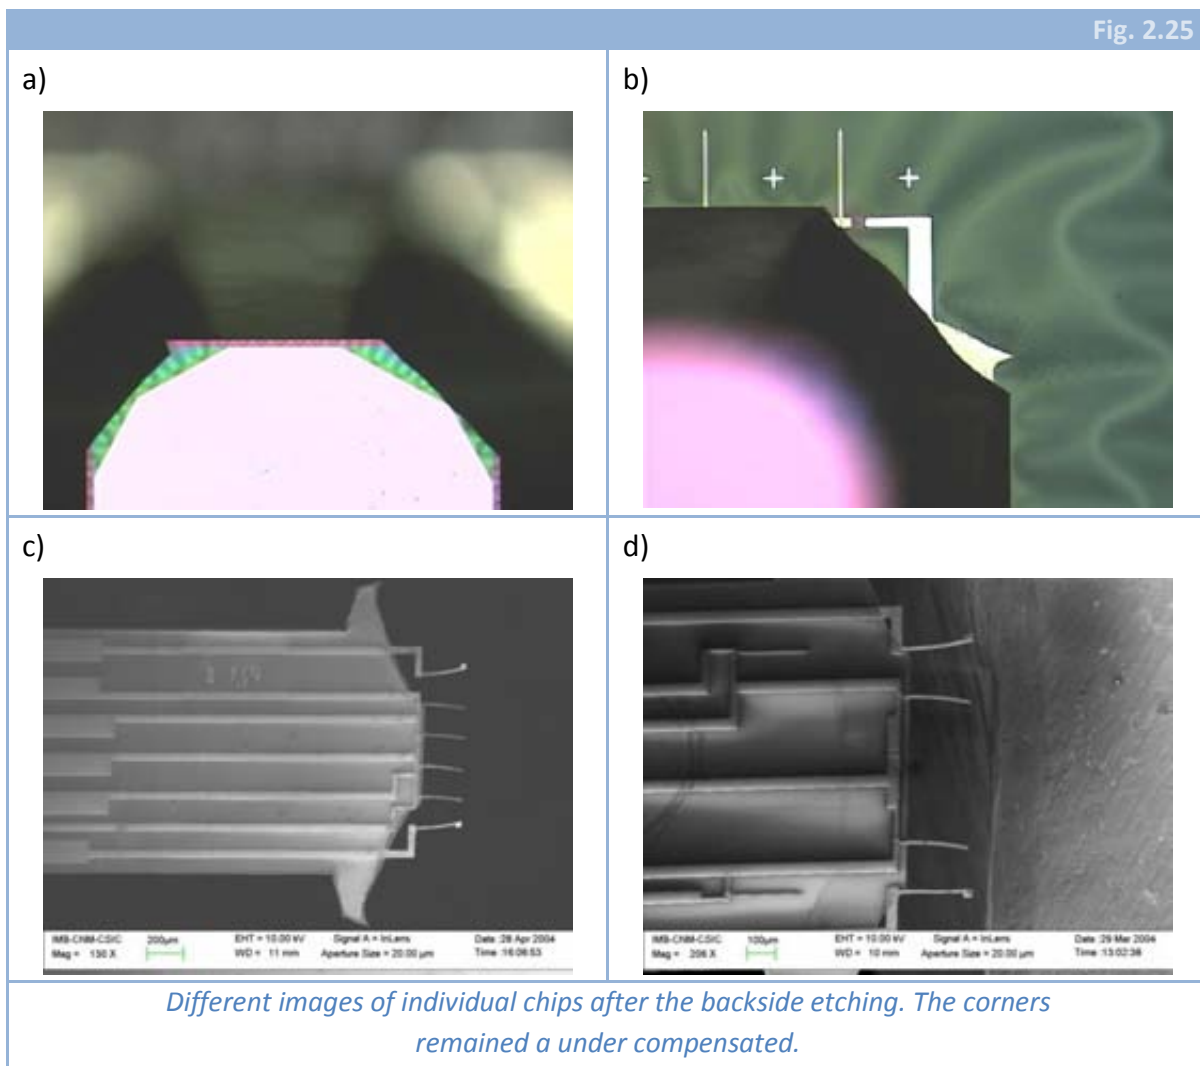 Fig. 2.25
a)
b)
c)
d)
IMB-CNM-CSIC
Mag = 150 X
200µm
EHT = 10.00 kV
WD = 11 mm
Signal A = InLens
Aperture Size = 20.00 µm
Date :28 Apr 2004
Time :16:06:53
IMB-CNM-CSIC
Mag = 206 X
100µm
EHT = 10.00 kV
WD = 10 mm
Signal A = InLens
Aperture Size = 20.00 µm
Date :29 Mar 2004
Time :13:02:38
Different images of individual chips after the backside etching. The corners
remained a under compensated.